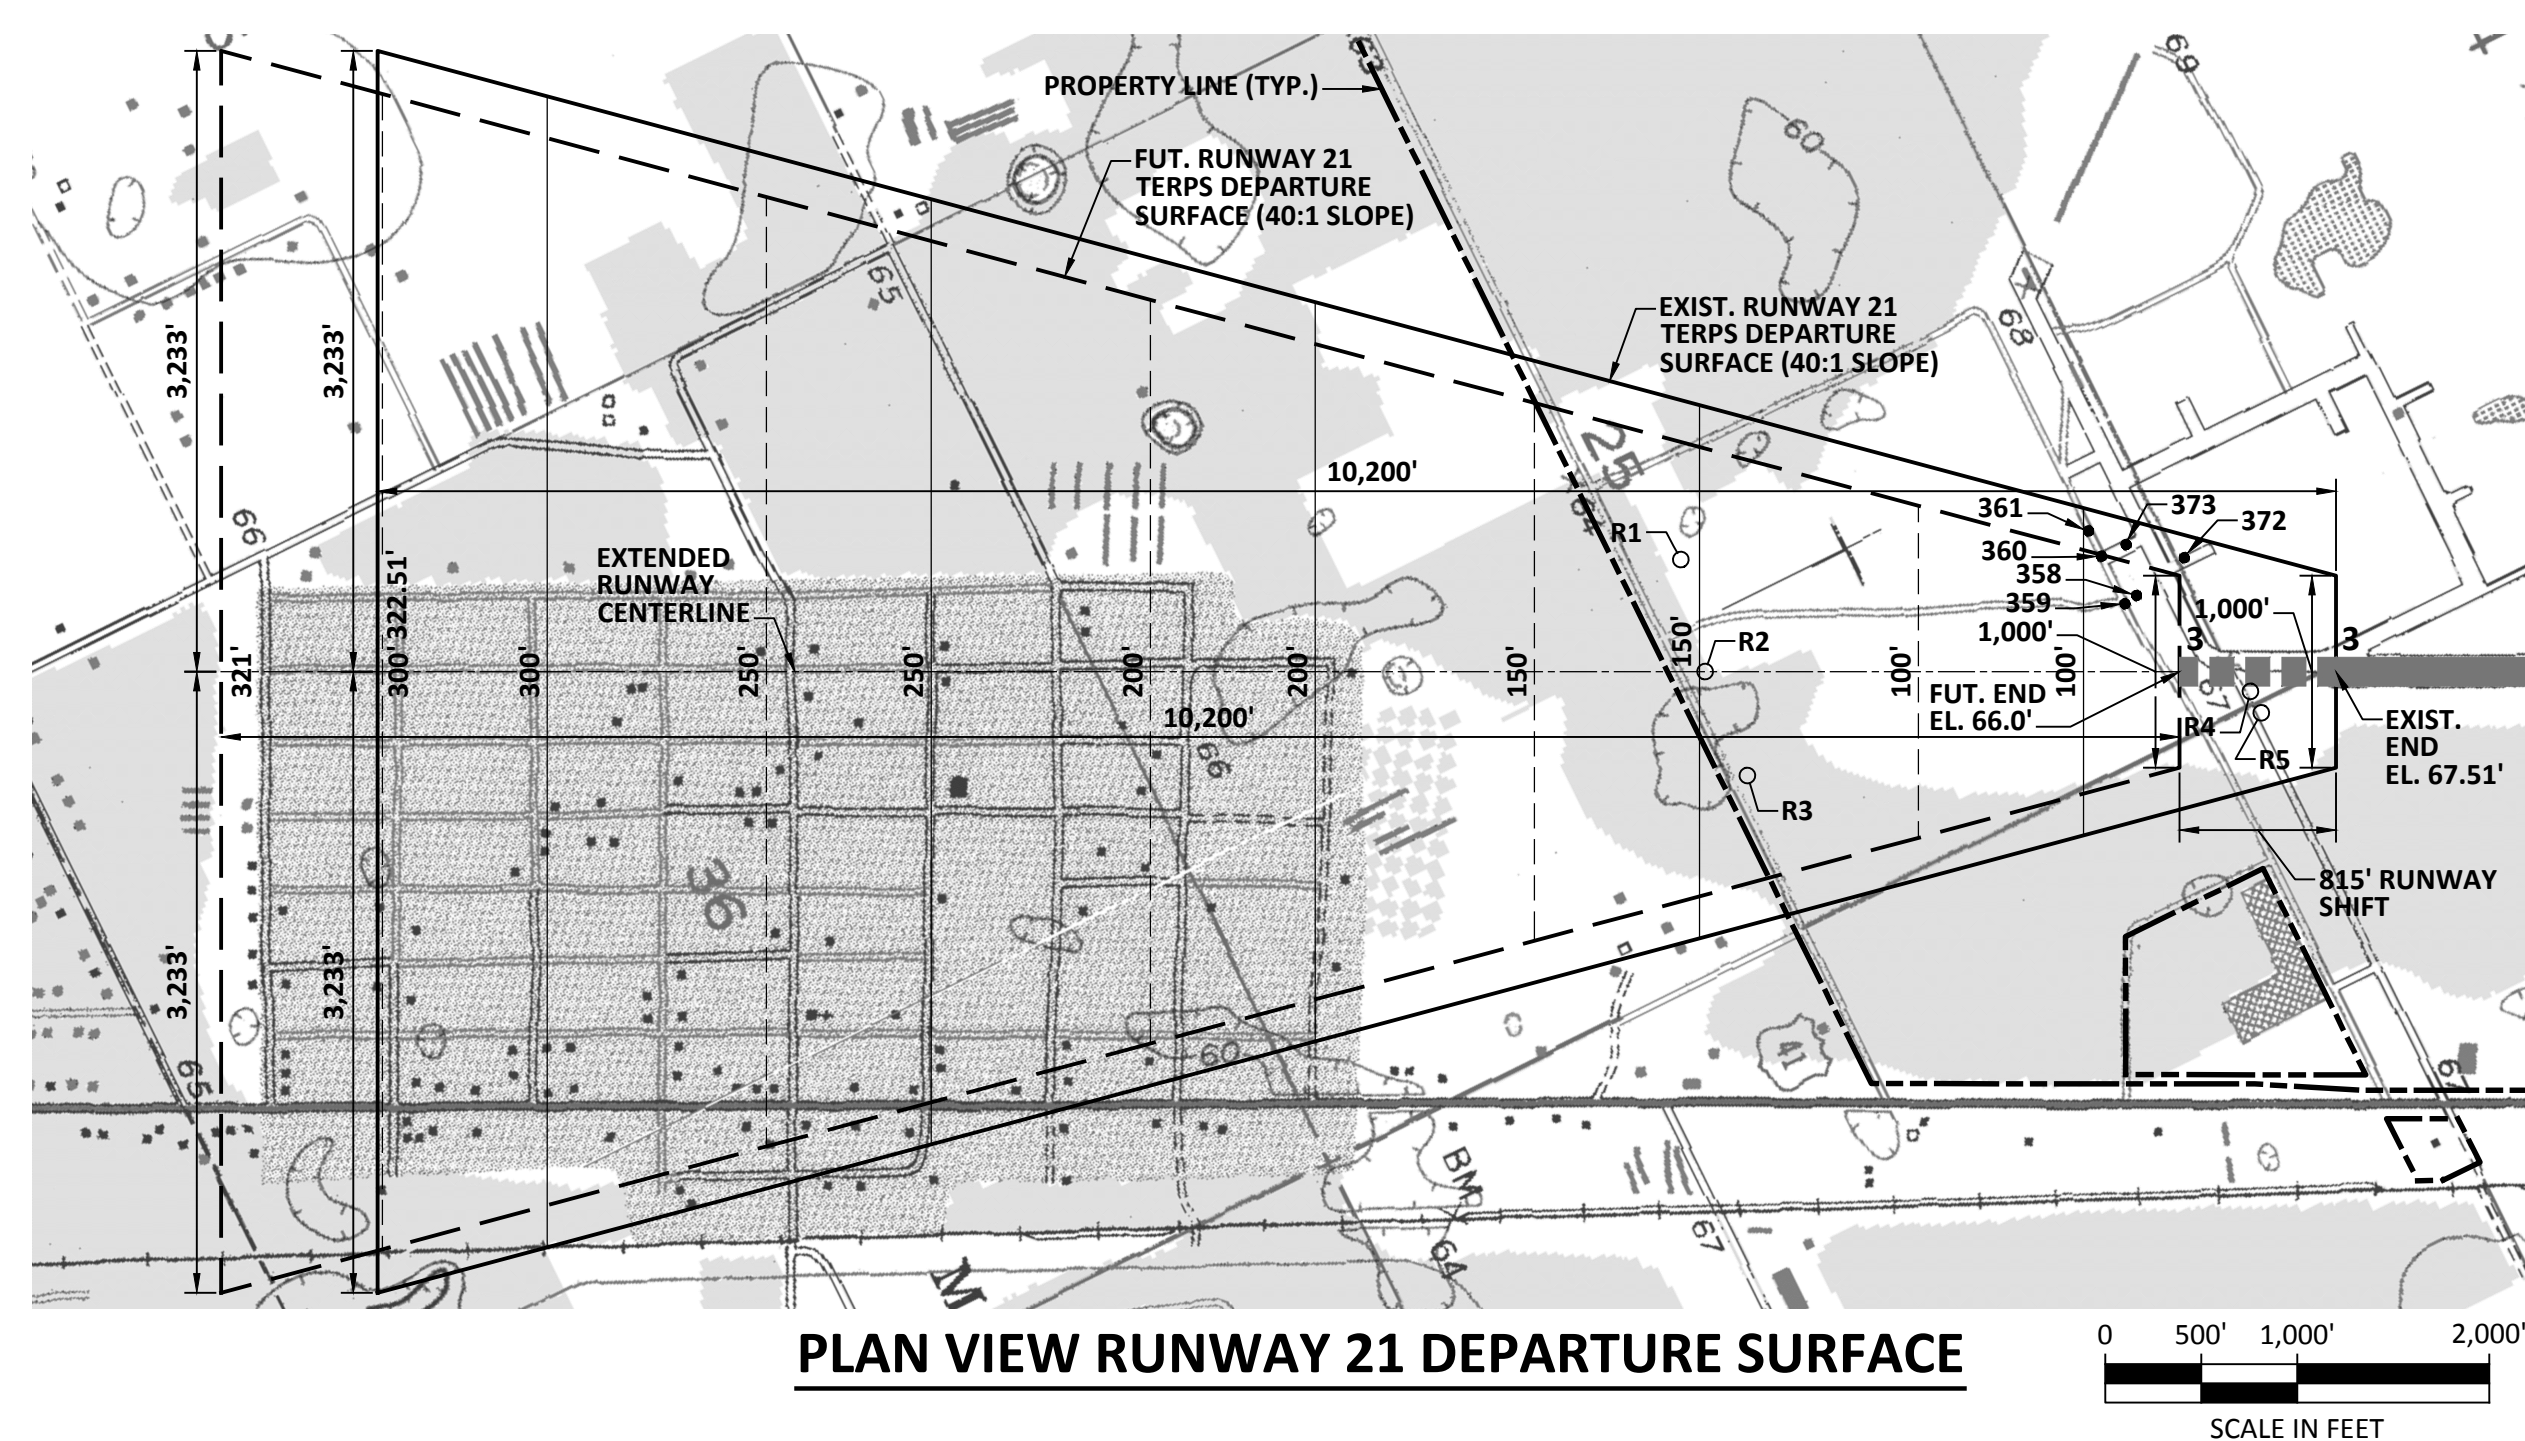 63
69
PROPERTY LINE (TYP.)
60
FUT. RUNWAY 21
TERPS DEPARTURE
SURFACE (40:1 SLOPE)
65
EXIST. RUNWAY 21
TERPS DEPARTURE
SURFACE (40:1 SLOPE)
68
3,233'
3,233'
25
64
10,200'
66
361
373
372
360
358
359
R1
EXTENDED
RUNWAY
CENTERLINE
322.51'
1,000'
1,000'
3
3
R2
321'
300'
300'
250'
250'
200'
200'
150'
150'
100'
100'
67
FUT. END
EL. 66.0'
10,200'
R4
R5
EXIST.
END
EL. 67.51'
66
R3
36
815' RUNWAY
SHIFT
3,233'
3,233'
60
41
65
BM
64
67
M
PLAN VIEW RUNWAY 21 DEPARTURE SURFACE
0 500' 1,000' 2,000'
SCALE IN FEET